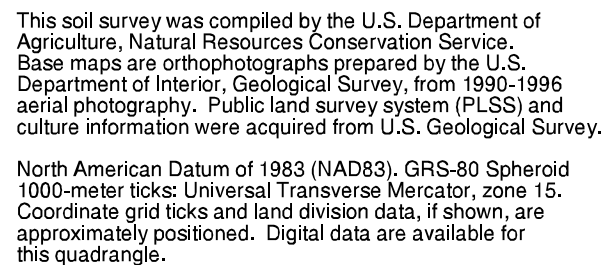 This soil survey was compiled by the U.S. Department of
Agriculture, Natural Resources Conservation Service.
Base maps are orthophotographs prepared by the U.S.
Department of Interior, Geological Survey, from 1990-1996
aerial photography.  Public land survey system (PLSS) and
culture information were acquired from U.S. Geological Survey.

North American Datum of 1983 (NAD83). GRS-80 Spheroid
1000-meter ticks: Universal Transverse Mercator, zone 15.
Coordinate grid ticks and land division data, if shown, are
approximately positioned.  Digital data are available for
this quadrangle.